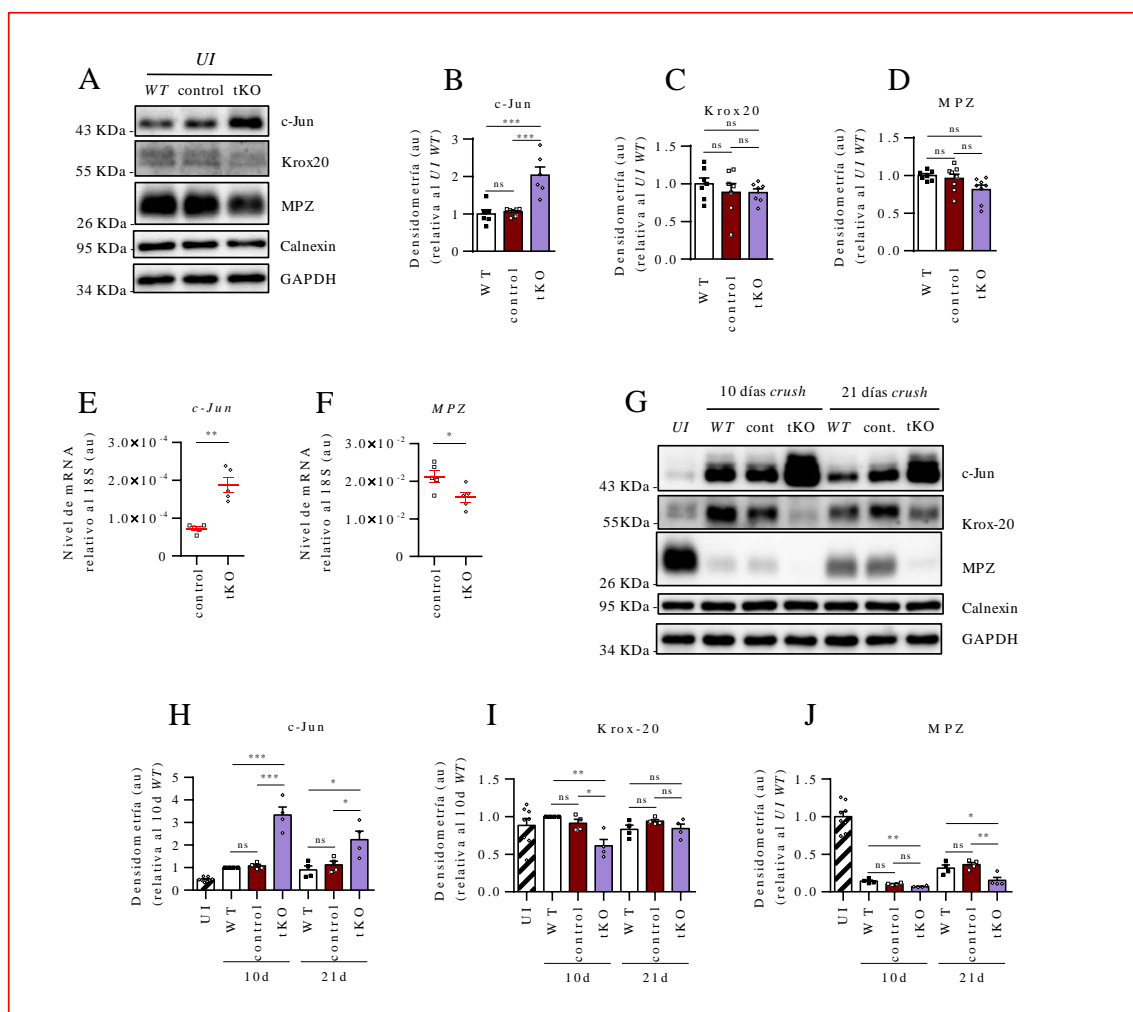 A
UI
WT control tKO
43 KDa -
c-Jun
55 KDa -
Krox20
26 KDa -
MPZ
95 KDa -
Calnexin
34 KDa -
GAPDH
B
c-Jun
Densidometría (au)
(relativa al UI WT)
3
2
1
0
***
***
ns
WT
control
tKO
C
Krox20
Densidometría (au)
(relativa al UI WT)
1.5
1.0
0.5
0.0
ns
ns ns
WT
control
tKO
D
MPZ
Densidometría (au)
(relativa al UI WT)
1.5
1.0
0.5
0.0
ns
ns ns
WT
control
tKO
E
c-Jun
Nivel de mRNA
relativo al 18S (au)
3.0×10⁻⁴
2.0×10⁻⁴
1.0×10⁻⁴
0
**
control
tKO
F
MPZ
Nivel de mRNA
relativo al 18S (au)
3.0×10⁻²
2.0×10⁻²
1.0×10⁻²
0
*
control
tKO
G
10 días crush 21 días crush
UI WT cont tKO WT cont. tKO
43 KDa -
c-Jun
55KDa -
Krox-20
26 KDa -
MPZ
95 KDa -
Calnexin
34 KDa -
GAPDH
H
c-Jun
Densidometría (au)
(relativa al 10d WT)
5
4
3
2
1
0
***
***
ns
*
*
ns
UI
WT
control
tKO
WT
control
tKO
10d 21d
I
Krox-20
Densidometría (au)
(relativa al 10d WT)
1.5
1.0
0.5
0.0
**
ns *
ns
ns ns
UI
WT
control
tKO
WT
control
tKO
10d 21d
J
MPZ
Densidometría (au)
(relativa al UI WT)
1.5
1.0
0.5
0.0
**
ns ns
*
ns **
UI
WT
control
tKO
WT
control
tKO
10d 21d